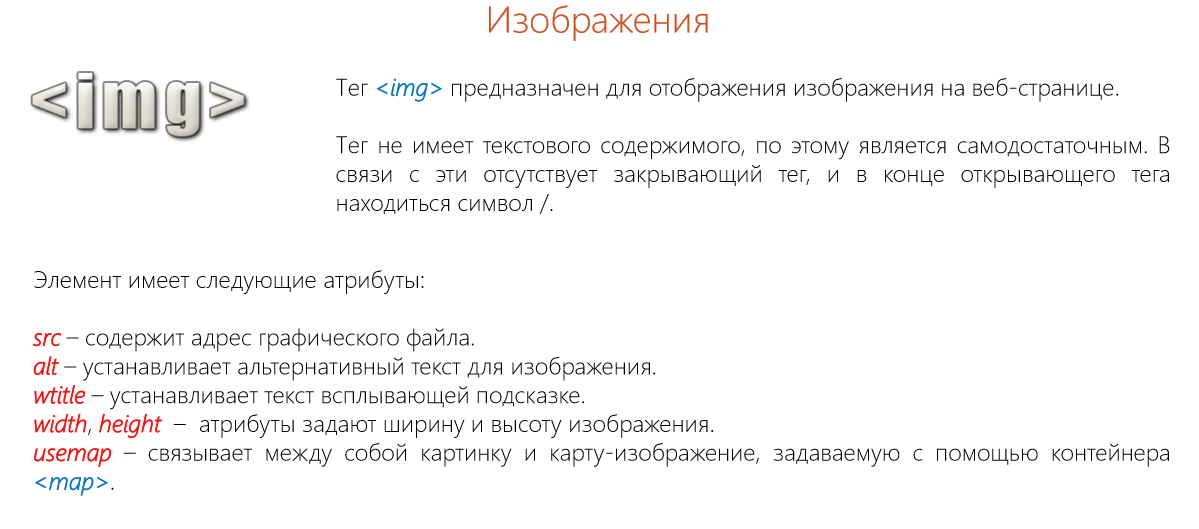 Изображения
<img>
Тег <img> предназначен для отображения изображения на веб-странице.
Тег не имеет текстового содержимого, по этому является самодостаточным. В
связи с эти отсутствует закрывающий тег, и в конце открывающего тега
находиться символ /.
Элемент имеет следующие атрибуты:
src – содержит адрес графического файла.
alt – устанавливает альтернативный текст для изображения.
wtitle – устанавливает текст всплывающей подсказке.
width, height – атрибуты задают ширину и высоту изображения.
usemap – связывает между собой картинку и карту-изображение, задаваемую с помощью контейнера
<map>.